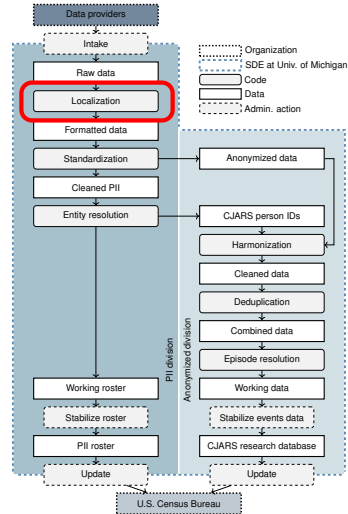 Data providers
Intake
Organization
SDE at Univ. of Michigan
Code
Data
Admin. action
Raw data
Localization
Formatted data
Standardization
Anonymized data
Cleaned PII
Entity resolution
CJARS person IDs
Harmonization
Cleaned data
Deduplication
Combined data
Episode resolution
PII division
Anonymized division
Working roster
Working data
Stabilize roster
Stabilize events data
PII roster
CJARS research database
Update
Update
U.S. Census Bureau